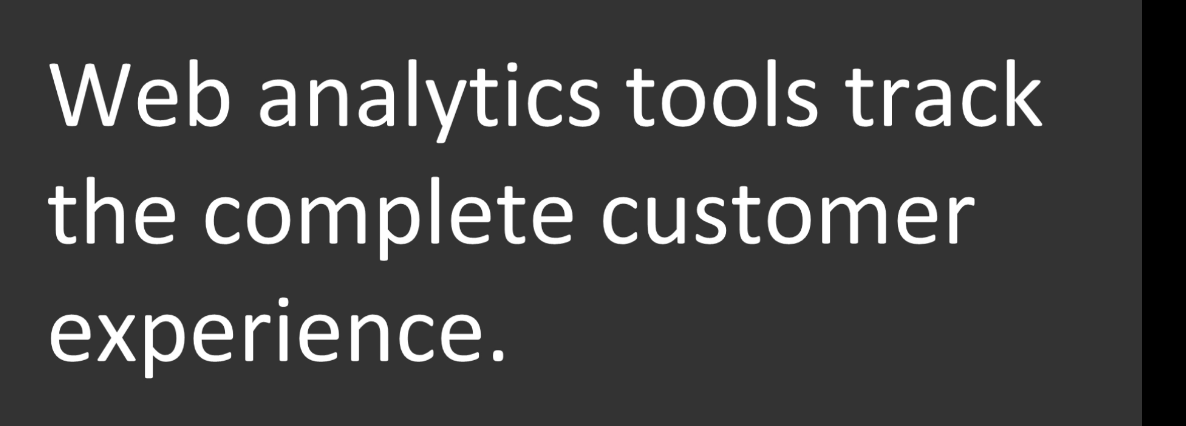 Web analytics tools track
the complete customer
experience.